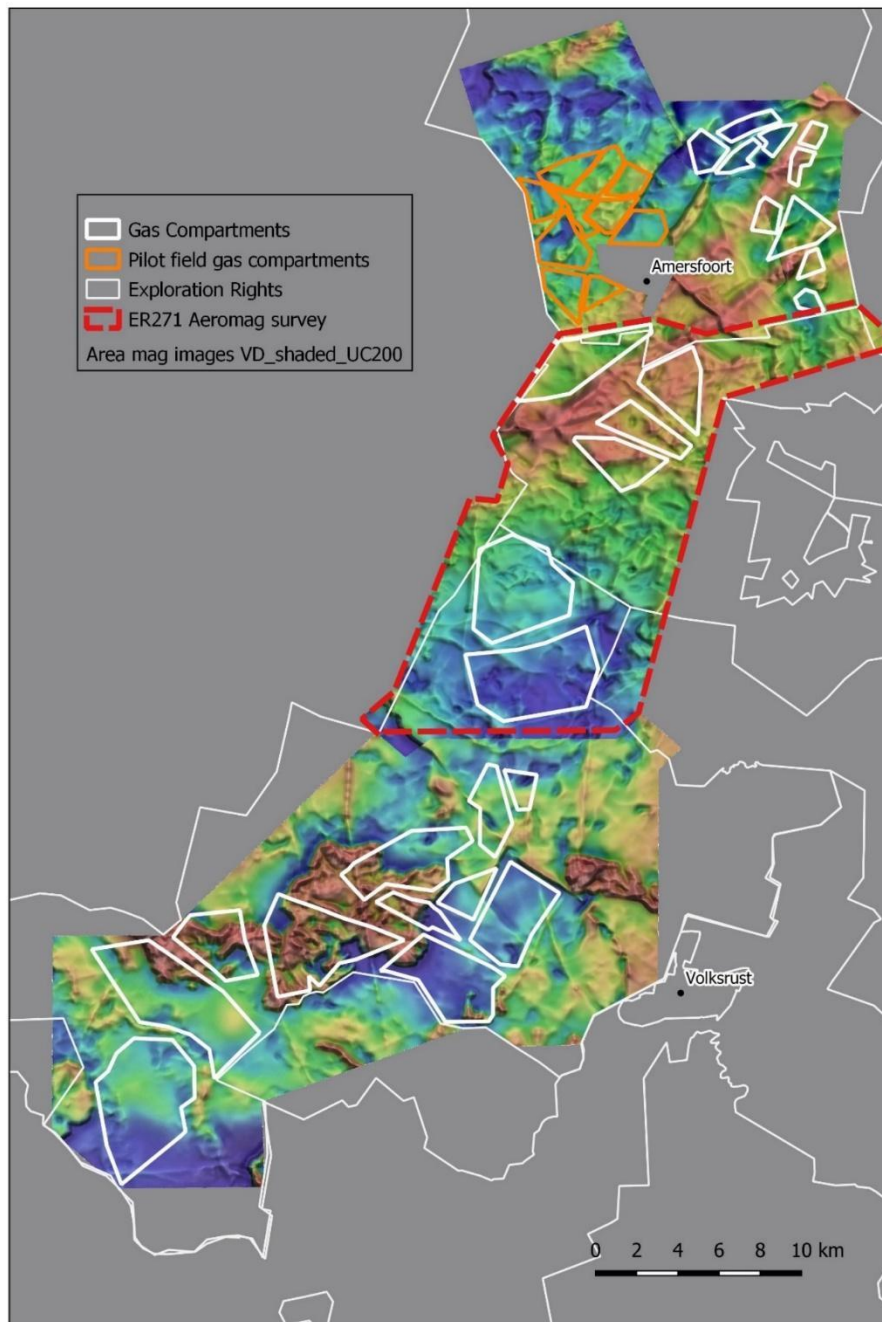 Gas Compartments
Pilot field gas compartments
Exploration Rights
ER271 Aeromag survey
Area mag images VD_shaded_UC200
Amersfoort
Volksrust
0 2 4 6 8 10 km